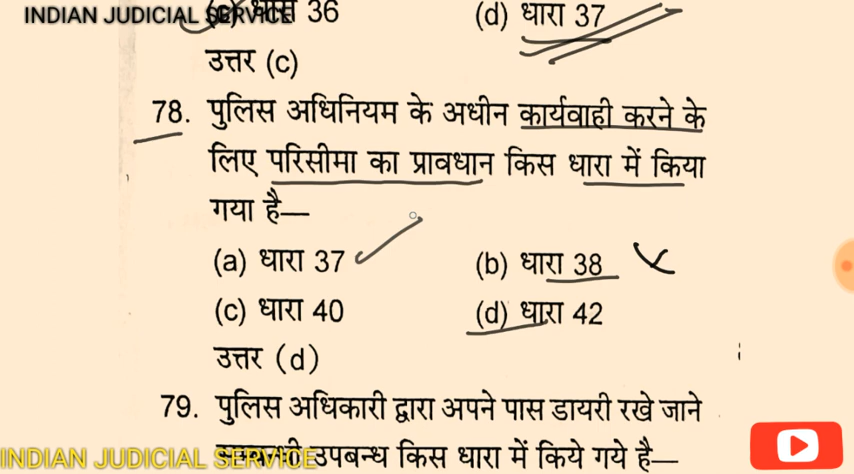 INDIAN JUDICIAL SERVICE
(c) धारा 36 (d) धारा 37
उत्तर (c)
78. पुलिस अधिनियम के अधीन कार्यवाही करने के
लिए परिसीमा का प्रावधान किस धारा में किया
गया है—
(a) धारा 37 (b) धारा 38
(c) धारा 40 (d) धारा 42
उत्तर (d)
79. पुलिस अधिकारी द्वारा अपने पास डायरी रखे जाने
उपबन्ध किस धारा में किये गये है—
INDIAN JUDICIAL SERVICE